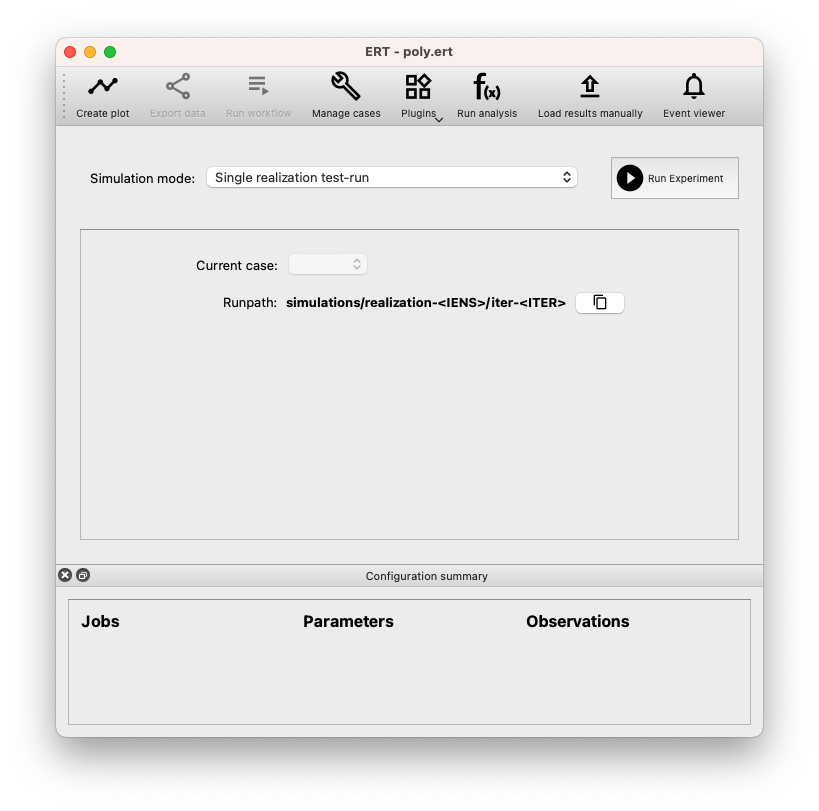 ERT - poly.ert
Create plot
Export data
Run workflow
Manage cases
Plugins
f(x)
Run analysis
Load results manually
Event viewer
Simulation mode: Single realization test-run
Run Experiment
Current case:
Runpath: simulations/realization-<IENS>/iter-<ITER>
Configuration summary
Jobs
Parameters
Observations